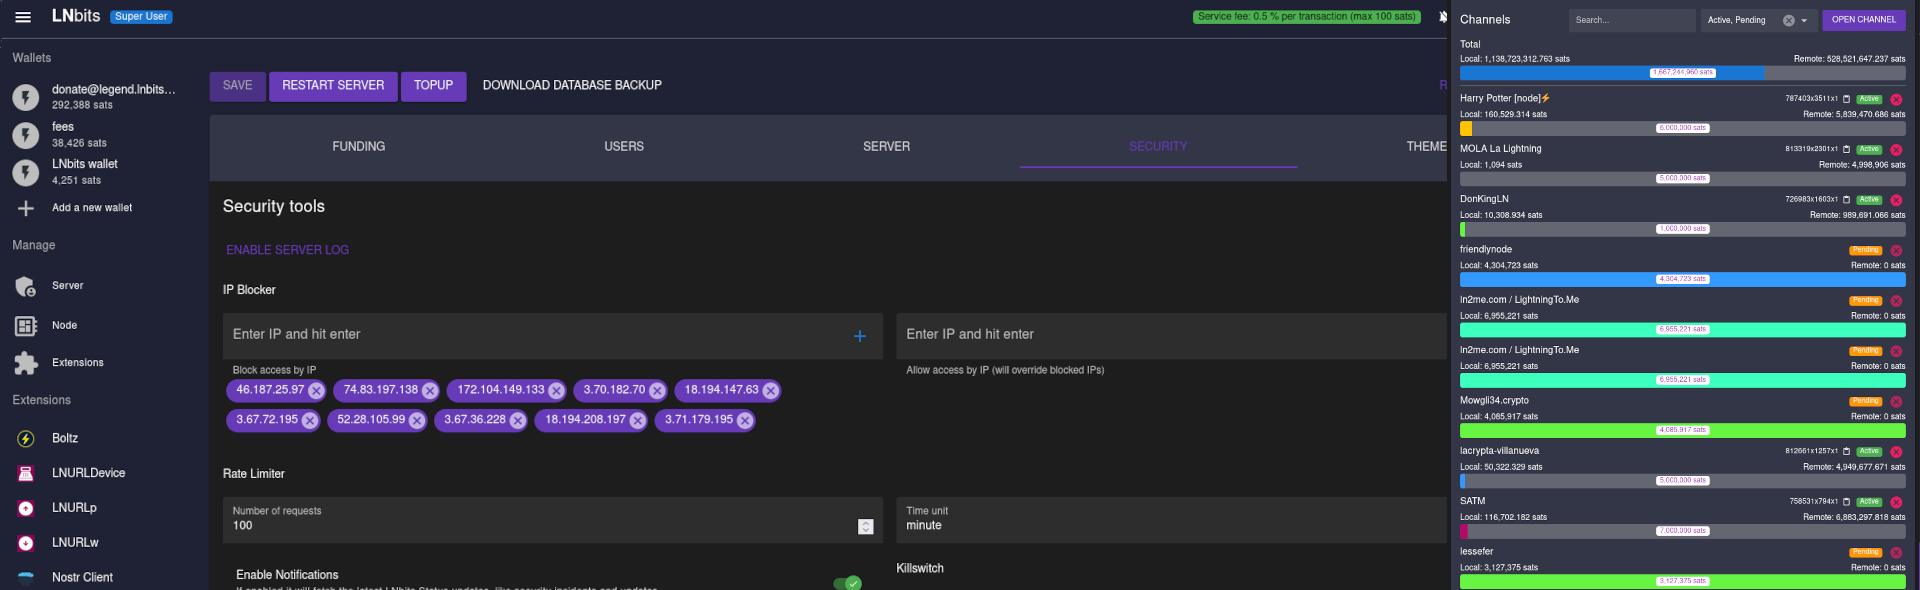 LNbits Super User
Service fee: 0.5 % per transaction (max 100 sats)
Wallets
donate@legend.lnbits...
292,388 sats
fees
38,426 sats
LNbits wallet
4,251 sats
Add a new wallet
Manage
Server
Node
Extensions
Extensions
Boltz
LNURLDevice
LNURLp
LNURLw
Nostr Client
SAVE RESTART SERVER TOPUP DOWNLOAD DATABASE BACKUP R
FUNDING USERS SERVER SECURITY THEME
Security tools
ENABLE SERVER LOG
IP Blocker
Enter IP and hit enter
Block access by IP
46.187.25.97 74.83.197.138 172.104.149.133 3.70.182.70 18.194.147.63
3.67.72.195 52.28.105.99 3.67.36.228 18.194.208.197 3.71.179.195
Enter IP and hit enter
Allow access by IP (will override blocked IPs)
Rate Limiter
Number of requests
100
Time unit
minute
Enable Notifications
If enabled it will fetch the latest LNbits Status updates, like security incidents and updates.
Killswitch
Channels Search... Active, Pending OPEN CHANNEL
Total
Local: 1,138,723,312.763 sats Remote: 528,521,647.237 sats
1,667,244,960 sats
Harry Potter [node]⚡ 787403x3511x1 Active
Local: 160,529.314 sats Remote: 5,839,470.686 sats
6,000,000 sats
MOLA La Lightning 813319x2301x1 Active
Local: 1,094 sats Remote: 4,998,906 sats
5,000,000 sats
DonKingLN 726983x1603x1 Active
Local: 10,308.934 sats Remote: 989,691.066 sats
1,000,000 sats
friendlynode Pending
Local: 4,304,723 sats Remote: 0 sats
4,304,723 sats
ln2me.com / LightningTo.Me Pending
Local: 6,955,221 sats Remote: 0 sats
6,955,221 sats
ln2me.com / LightningTo.Me Pending
Local: 6,955,221 sats Remote: 0 sats
6,955,221 sats
Mowgli34.crypto Pending
Local: 4,085,917 sats Remote: 0 sats
4,085,917 sats
lacrypta-villanueva 812661x1257x1 Active
Local: 50,322.329 sats Remote: 4,949,677.671 sats
5,000,000 sats
SATM 758531x794x1 Active
Local: 116,702.182 sats Remote: 6,883,297.818 sats
7,000,000 sats
lessefer Pending
Local: 3,127,375 sats Remote: 0 sats
3,127,375 sats